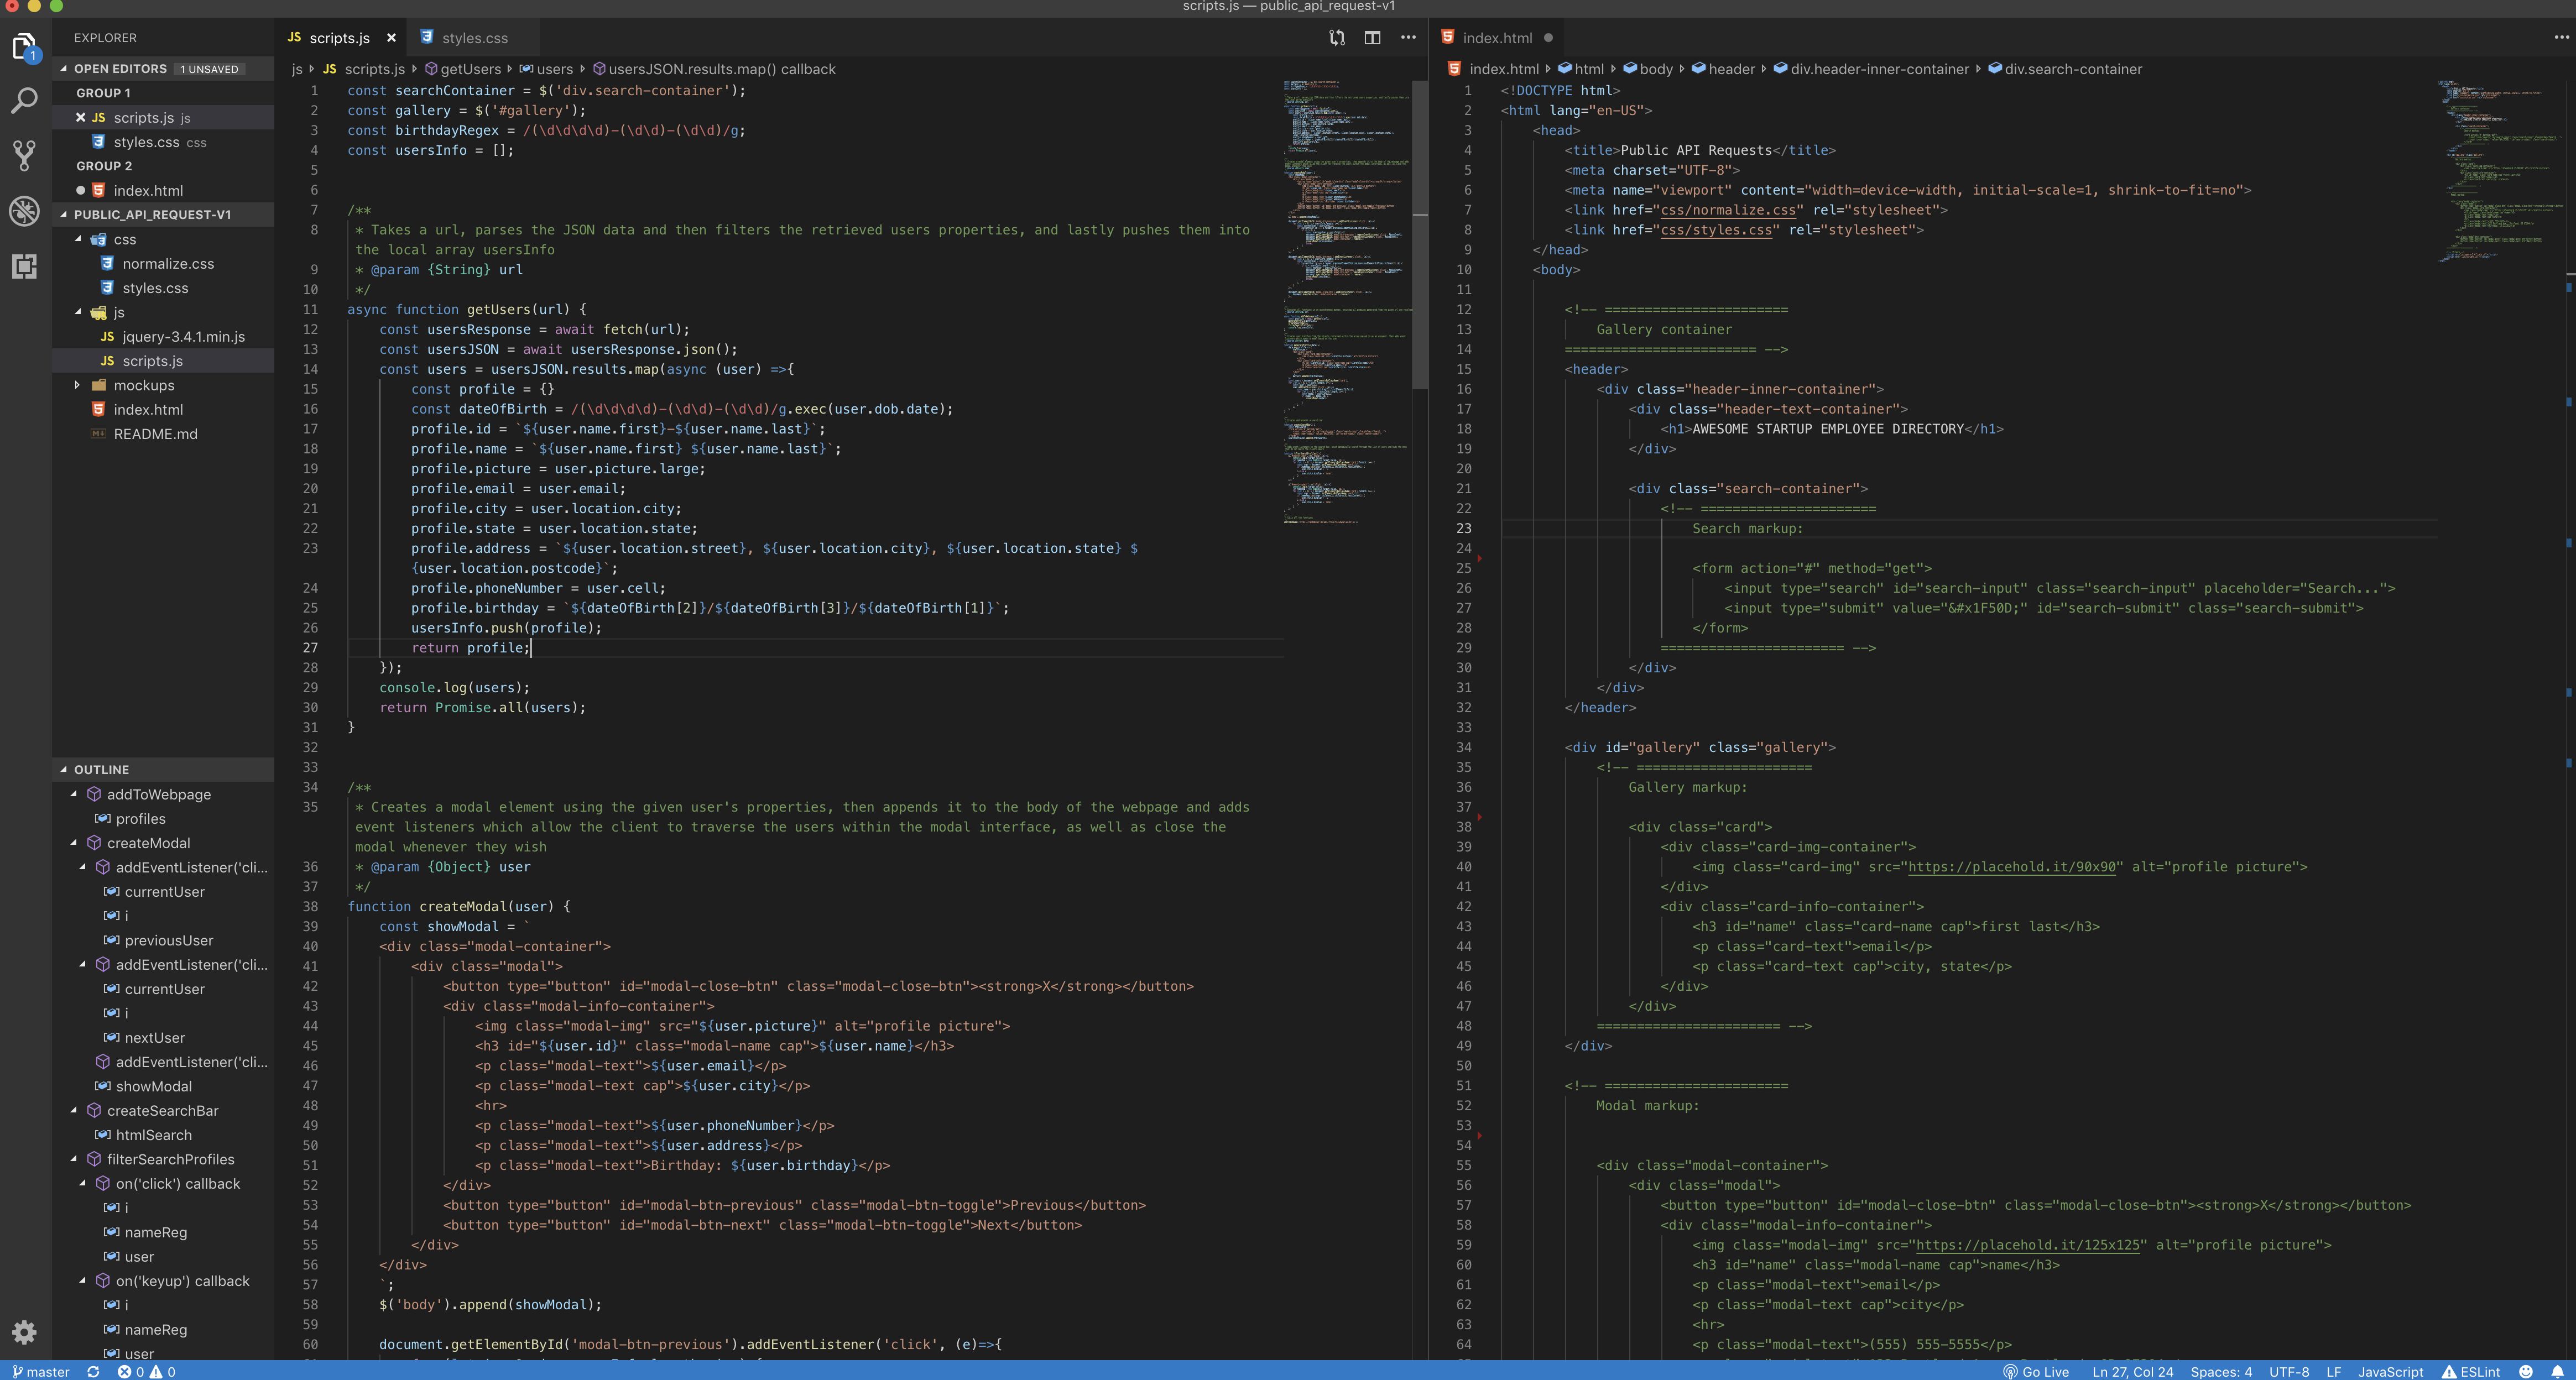 scripts.js — public_api_request-v1
EXPLORER
OPEN EDITORS 1 UNSAVED
GROUP 1
JS scripts.js js
styles.css css
GROUP 2
index.html
PUBLIC_API_REQUEST-V1
css
normalize.css
styles.css
js
JS jquery-3.4.1.min.js
JS scripts.js
mockups
index.html
README.md
OUTLINE
addToWebpage
profiles
createModal
addEventListener('cli...
currentUser
i
previousUser
addEventListener('cli...
currentUser
i
nextUser
addEventListener('cli...
showModal
createSearchBar
htmlSearch
filterSearchProfiles
on('click') callback
i
nameReg
user
on('keyup') callback
i
nameReg
user
JS scripts.js
styles.css
js JS scripts.js getUsers users usersJSON.results.map() callback
1 const searchContainer = $('div.search-container');
2 const gallery = $('#gallery');
3 const birthdayRegex = /(\d\d\d\d)-(\d\d)-(\d\d)/g;
4 const usersInfo = [];
5
6
7 /**
8 * Takes a url, parses the JSON data and then filters the retrieved users properties, and lastly pushes them into
the local array usersInfo
9 * @param {String} url
10 */
11 async function getUsers(url) {
12 const usersResponse = await fetch(url);
13 const usersJSON = await usersResponse.json();
14 const users = usersJSON.results.map(async (user) =>{
15 const profile = {}
16 const dateOfBirth = /(\d\d\d\d)-(\d\d)-(\d\d)/g.exec(user.dob.date);
17 profile.id = `${user.name.first}-${user.name.last}`;
18 profile.name = `${user.name.first} ${user.name.last}`;
19 profile.picture = user.picture.large;
20 profile.email = user.email;
21 profile.city = user.location.city;
22 profile.state = user.location.state;
23 profile.address = `${user.location.street}, ${user.location.city}, ${user.location.state} $
{user.location.postcode}`;
24 profile.phoneNumber = user.cell;
25 profile.birthday = `${dateOfBirth[2]}/${dateOfBirth[3]}/${dateOfBirth[1]}`;
26 usersInfo.push(profile);
27 return profile;
28 });
29 console.log(users);
30 return Promise.all(users);
31 }
32
33
34 /**
35 * Creates a modal element using the given user's properties, then appends it to the body of the webpage and adds
event listeners which allow the client to traverse the users within the modal interface, as well as close the
modal whenever they wish
36 * @param {Object} user
37 */
38 function createModal(user) {
39 const showModal = `
40 <div class="modal-container">
41 <div class="modal">
42 <button type="button" id="modal-close-btn" class="modal-close-btn"><strong>X</strong></button>
43 <div class="modal-info-container">
44 <img class="modal-img" src="${user.picture}" alt="profile picture">
45 <h3 id="${user.id}" class="modal-name cap">${user.name}</h3>
46 <p class="modal-text">${user.email}</p>
47 <p class="modal-text cap">${user.city}</p>
48 <hr>
49 <p class="modal-text">${user.phoneNumber}</p>
50 <p class="modal-text">${user.address}</p>
51 <p class="modal-text">Birthday: ${user.birthday}</p>
52 </div>
53 <button type="button" id="modal-btn-previous" class="modal-btn-toggle">Previous</button>
54 <button type="button" id="modal-btn-next" class="modal-btn-toggle">Next</button>
55 </div>
56 </div>
57 `;
58 $('body').append(showModal);
59
60 document.getElementById('modal-btn-previous').addEventListener('click', (e)=>{
index.html
index.html html body header div.header-inner-container div.search-container
1 <!DOCTYPE html>
2 <html lang="en-US">
3 <head>
4 <title>Public API Requests</title>
5 <meta charset="UTF-8">
6 <meta name="viewport" content="width=device-width, initial-scale=1, shrink-to-fit=no">
7 <link href="css/normalize.css" rel="stylesheet">
8 <link href="css/styles.css" rel="stylesheet">
9 </head>
10 <body>
11
12 <!-- =======================
13 Gallery container
14 ======================== -->
15 <header>
16 <div class="header-inner-container">
17 <div class="header-text-container">
18 <h1>AWESOME STARTUP EMPLOYEE DIRECTORY</h1>
19 </div>
20
21 <div class="search-container">
22 <!-- ======================
23 Search markup:
24
25 <form action="#" method="get">
26 <input type="search" id="search-input" class="search-input" placeholder="Search...">
27 <input type="submit" value="&#x1F50D;" id="search-submit" class="search-submit">
28 </form>
29 ======================= -->
30 </div>
31 </div>
32 </header>
33
34 <div id="gallery" class="gallery">
35 <!-- ======================
36 Gallery markup:
37
38 <div class="card">
39 <div class="card-img-container">
40 <img class="card-img" src="https://placehold.it/90x90" alt="profile picture">
41 </div>
42 <div class="card-info-container">
43 <h3 id="name" class="card-name cap">first last</h3>
44 <p class="card-text">email</p>
45 <p class="card-text cap">city, state</p>
46 </div>
47 </div>
48 ======================= -->
49 </div>
50
51 <!-- =======================
52 Modal markup:
53
54
55 <div class="modal-container">
56 <div class="modal">
57 <button type="button" id="modal-close-btn" class="modal-close-btn"><strong>X</strong></button>
58 <div class="modal-info-container">
59 <img class="modal-img" src="https://placehold.it/125x125" alt="profile picture">
60 <h3 id="name" class="modal-name cap">name</h3>
61 <p class="modal-text">email</p>
62 <p class="modal-text cap">city</p>
63 <hr>
64 <p class="modal-text">(555) 555-5555</p>
master 0 0 Go Live Ln 27, Col 24 Spaces: 4 UTF-8 LF JavaScript ESLint